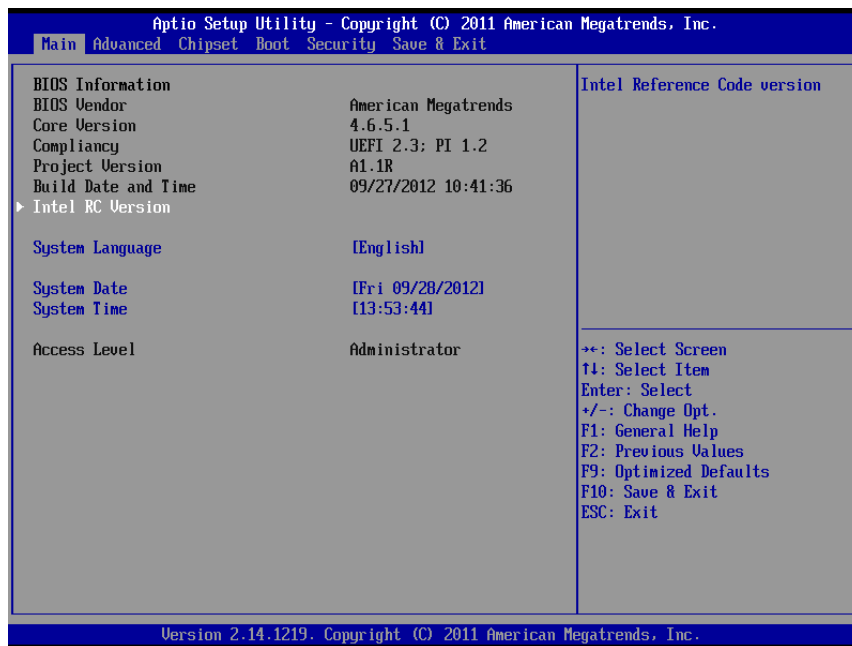 Aptio Setup Utility - Copyright (C) 2011 American Megatrends, Inc.
Main Advanced Chipset Boot Security Save & Exit
BIOS Information
BIOS Vendor American Megatrends
Core Version 4.6.5.1
Compliancy UEFI 2.3; PI 1.2
Project Version A1.1R
Build Date and Time 09/27/2012 10:41:36
► Intel RC Version
System Language [English]
System Date [Fri 09/28/2012]
System Time [13:53:44]
Access Level Administrator
Intel Reference Code version
→←: Select Screen
↑↓: Select Item
Enter: Select
+/-: Change Opt.
F1: General Help
F2: Previous Values
F9: Optimized Defaults
F10: Save & Exit
ESC: Exit
Version 2.14.1219. Copyright (C) 2011 American Megatrends, Inc.